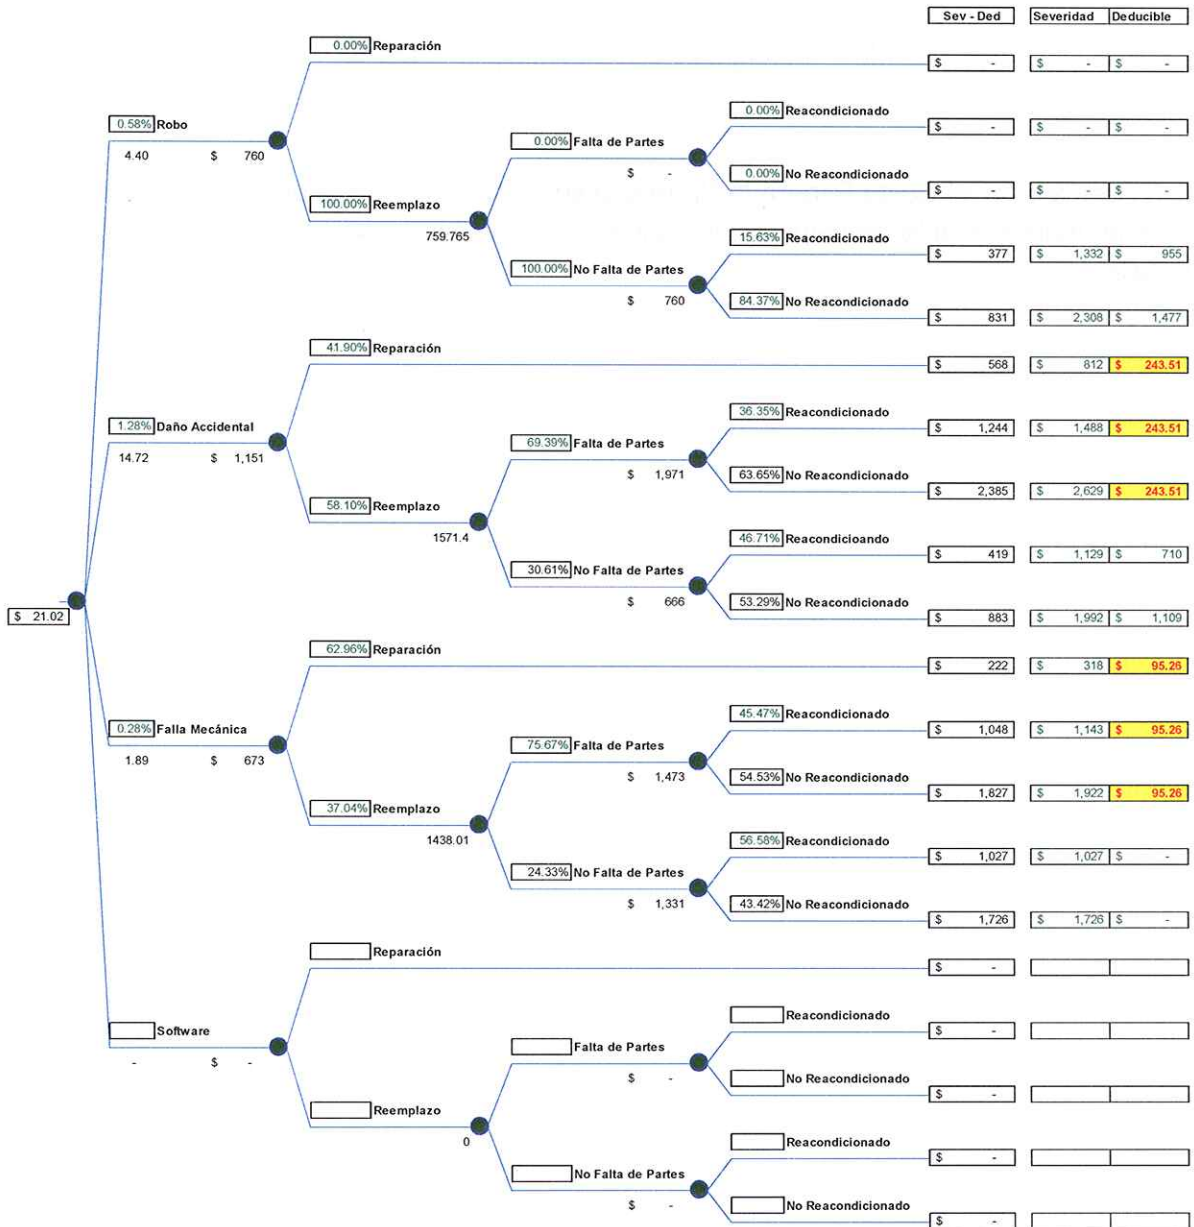 Sev - Ded Severidad Deducible
0.00% Reparación
$ - $ - $ -
0.58% Robo
4.40 $ 760
0.00% Reacondicionado
$ - $ - $ -
0.00% Falta de Partes
$ -
0.00% No Reacondicionado
$ - $ - $ -
100.00% Reemplazo
759.765
15.63% Reacondicionado
$ 377 $ 1,332 $ 955
100.00% No Falta de Partes
$ 760
84.37% No Reacondicionado
$ 831 $ 2,308 $ 1,477
41.90% Reparación
$ 568 $ 812 $ 243.51
1.28% Daño Accidental
14.72 $ 1,151
36.35% Reacondicionado
$ 1,244 $ 1,488 $ 243.51
69.39% Falta de Partes
$ 1,971
63.65% No Reacondicionado
$ 2,385 $ 2,629 $ 243.51
58.10% Reemplazo
1571.4
46.71% Reacondicioando
$ 419 $ 1,129 $ 710
30.61% No Falta de Partes
$ 666
53.29% No Reacondicionado
$ 883 $ 1,992 $ 1,109
$ 21.02
62.96% Reparación
$ 222 $ 318 $ 95.26
0.28% Falla Mecánica
1.89 $ 673
45.47% Reacondicionado
$ 1,048 $ 1,143 $ 95.26
75.67% Falta de Partes
$ 1,473
54.53% No Reacondicionado
$ 1,827 $ 1,922 $ 95.26
37.04% Reemplazo
1438.01
56.58% Reacondicionado
$ 1,027 $ 1,027 $ -
24.33% No Falta de Partes
$ 1,331
43.42% No Reacondicionado
$ 1,726 $ 1,726 $ -
Reparación
$ -
Software
- $ -
Reacondicionado
$ -
Falta de Partes
$ -
No Reacondicionado
$ -
Reemplazo
0
Reacondicionado
$ -
No Falta de Partes
$ -
No Reacondicionado
$ -